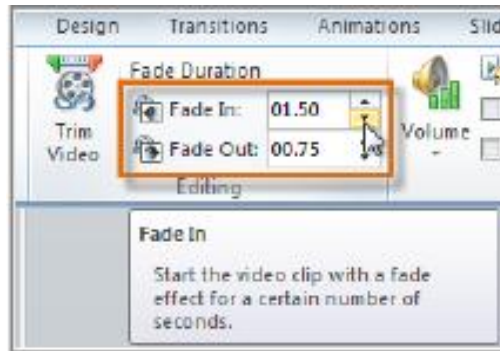 Design Transitions Animations Slid
Fade Duration
Fade In: 01.50
Fade Out: 00.75
Trim
Video
Volume
Editing
Fade In
Start the video clip with a fade
effect for a certain number of
seconds.